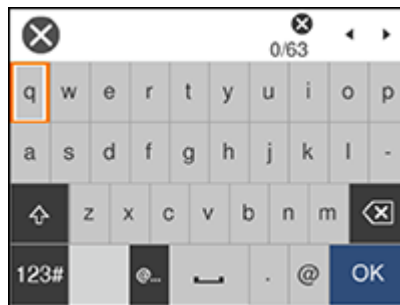 0/63
q w e r t y u i o p
a s d f g h j k l -
z x c v b n m
123# @... . @ OK